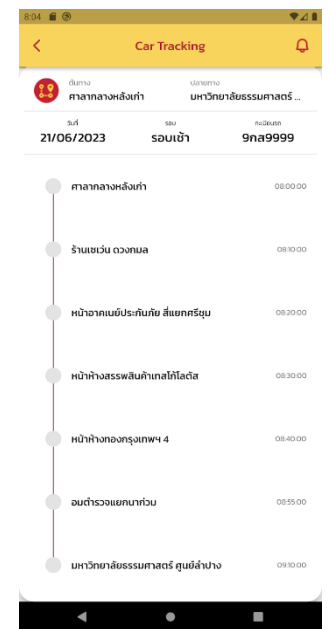 8:04
Car Tracking
ต้นทาง ปลายทาง
ศาลากลางหลังเก่า มหาวิทยาลัยธรรมศาสตร์ ...
วันที่ รอบ ทะเบียนรถ
21/06/2023 รอบเช้า 9กส9999
ศาลากลางหลังเก่า 08:00:00
ร้านเซเว่น ดวงกมล 08:10:00
หน้าอาคเนย์ประกันภัย สี่แยกศรีชุม 08:20:00
หน้าห้างสรรพสินค้าเทสโก้โลตัส 08:30:00
หน้าห้างทองกรุงเทพฯ 4 08:40:00
อมตำรวจแยกนาก่วม 08:55:00
มหาวิทยาลัยธรรมศาสตร์ ศูนย์ลำปาง 09:10:00